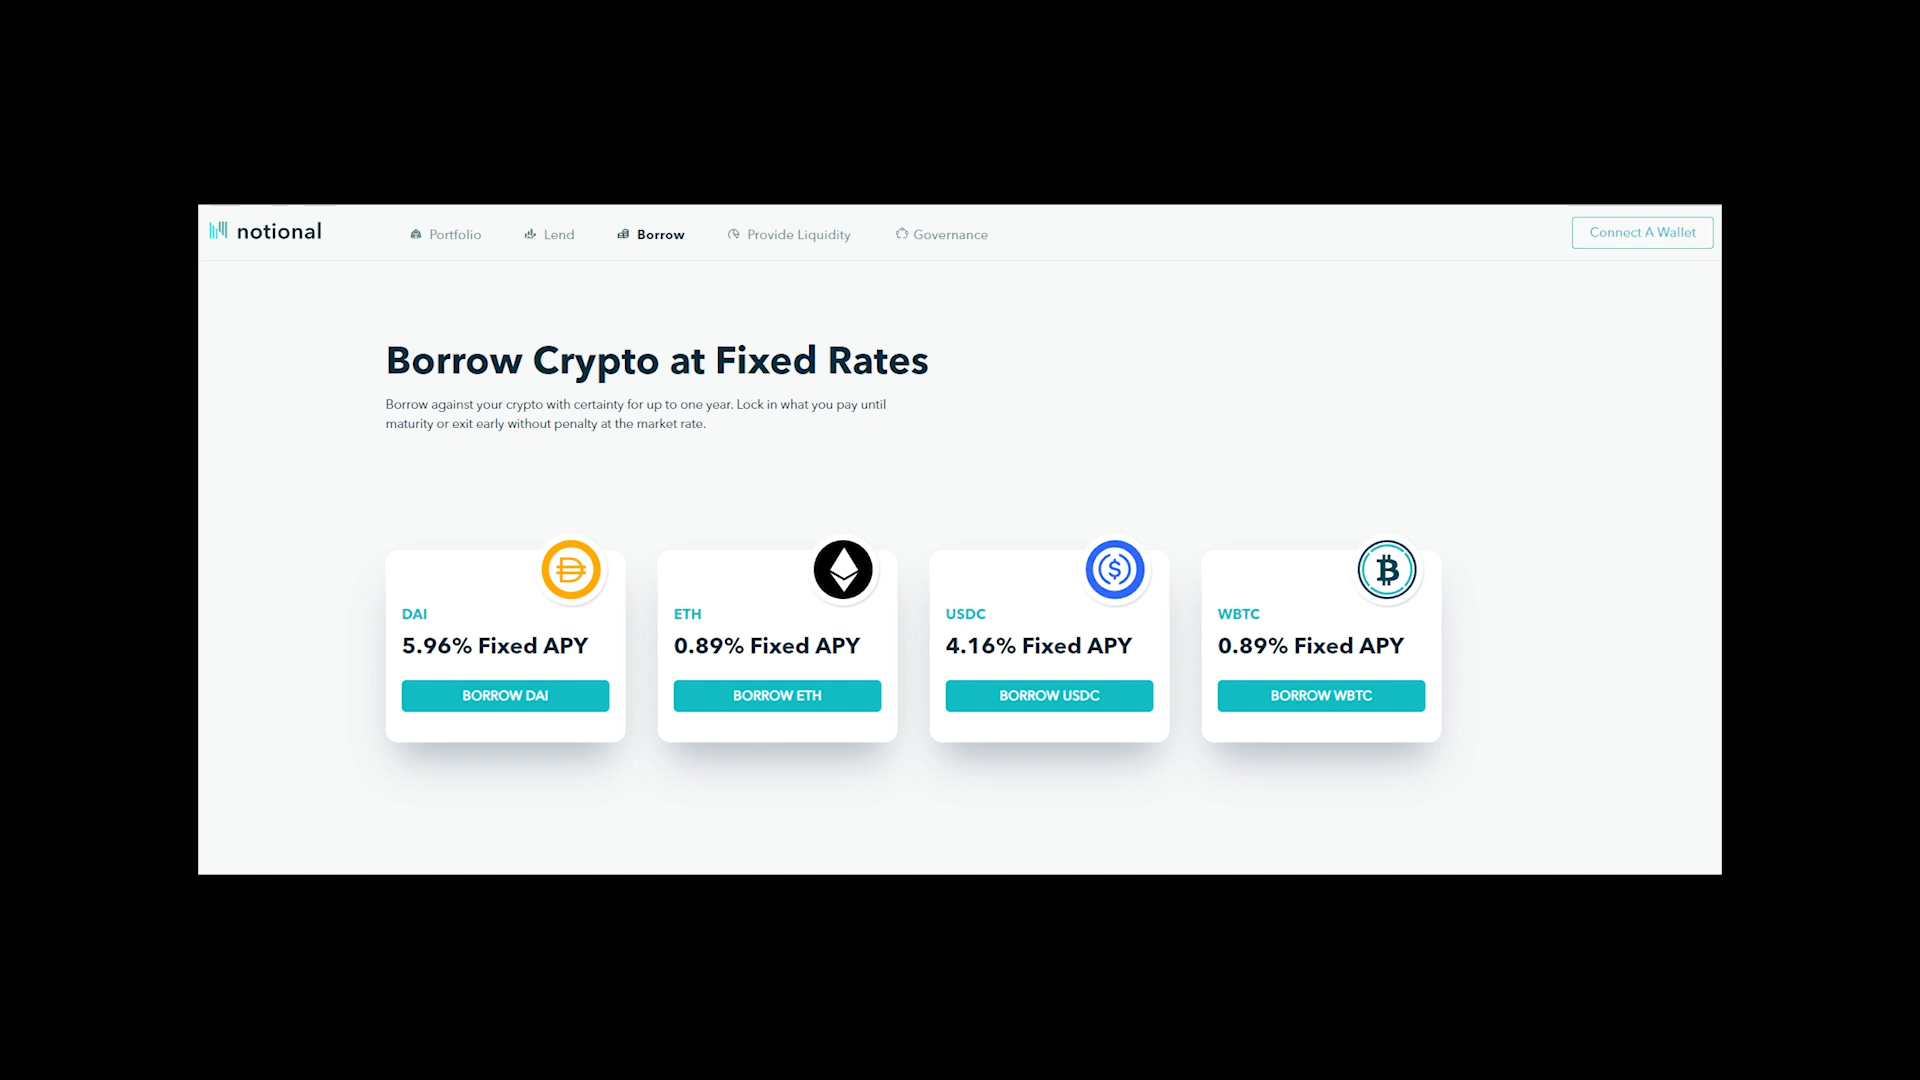 notional
Portfolio
Lend
Borrow
Provide Liquidity
Governance
Connect A Wallet
Borrow Crypto at Fixed Rates
Borrow against your crypto with certainty for up to one year. Lock in what you pay until
maturity or exit early without penalty at the market rate.
DAI
5.96% Fixed APY
BORROW DAI
ETH
0.89% Fixed APY
BORROW ETH
USDC
4.16% Fixed APY
BORROW USDC
WBTC
0.89% Fixed APY
BORROW WBTC